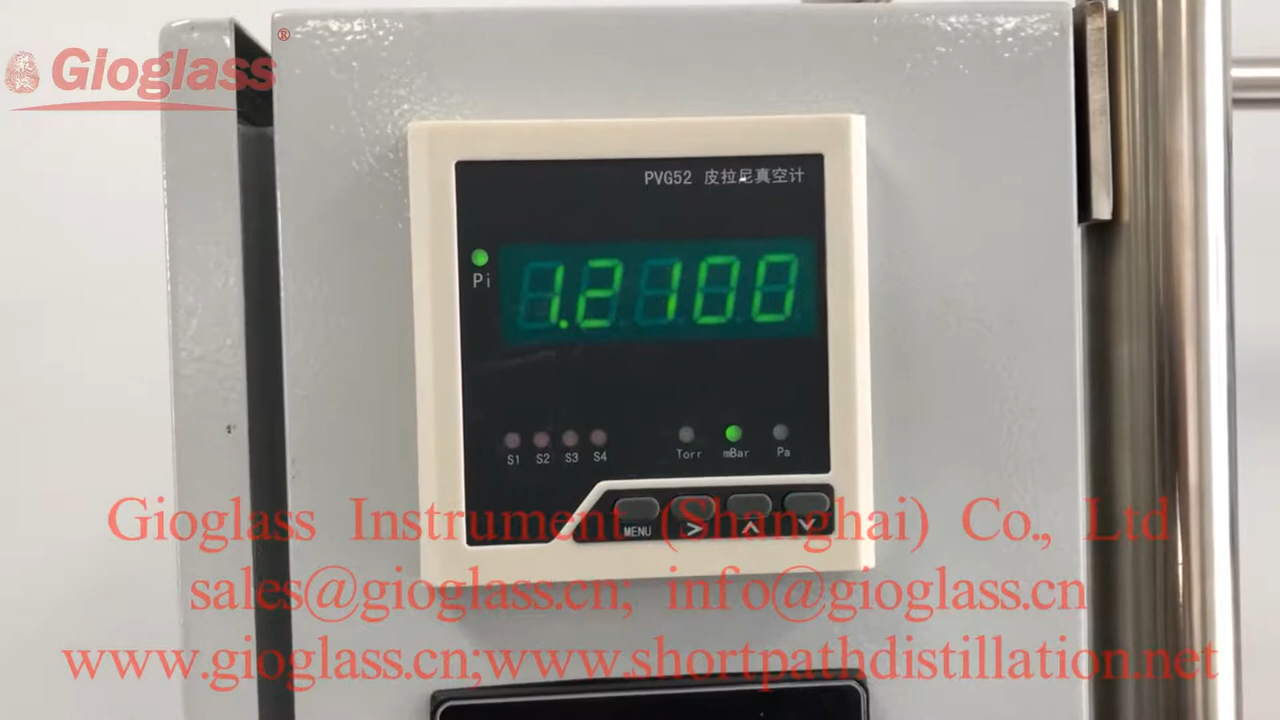 Gioglass®
PVG52 皮拉尼真空计
Pi
1.2100
S1 S2 S3 S4
Torr mBar Pa
MENU > ∧ ∨
Gioglass Instrument (Shanghai) Co., Ltd
sales@gioglass.cn; info@gioglass.cn
www.gioglass.cn;www.shortpathdistillation.net